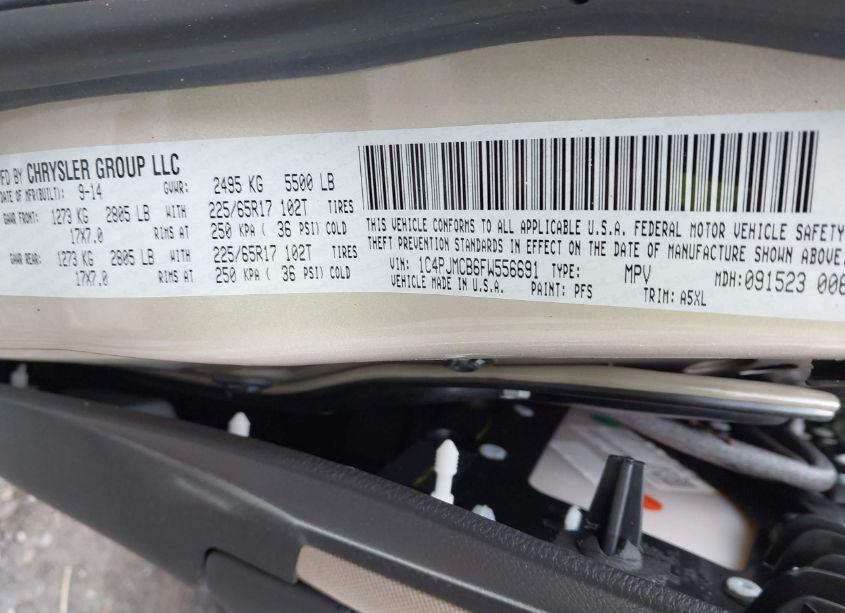 MFD BY CHRYSLER GROUP LLC
DATE OF MFR(BUILT): 9-14 GVWR: 2495 KG 5500 LB
GAWR FRONT: 1273 KG 2805 LB WITH 225/65R17 102T TIRES
17X7.0 RIMS AT 250 KPA ( 36 PSI) COLD
GAWR REAR: 1273 KG 2805 LB WITH 225/65R17 102T TIRES
17X7.0 RIMS AT 250 KPA ( 36 PSI) COLD
THIS VEHICLE CONFORMS TO ALL APPLICABLE U.S.A. FEDERAL MOTOR VEHICLE SAFETY
THEFT PREVENTION STANDARDS IN EFFECT ON THE DATE OF MANUFACTURE SHOWN ABOVE.
VIN: 1C4PJMCB6FW556691 TYPE: MPV MDH: 091523 006
VEHICLE MADE IN U.S.A. PAINT: PFS TRIM: A5XL